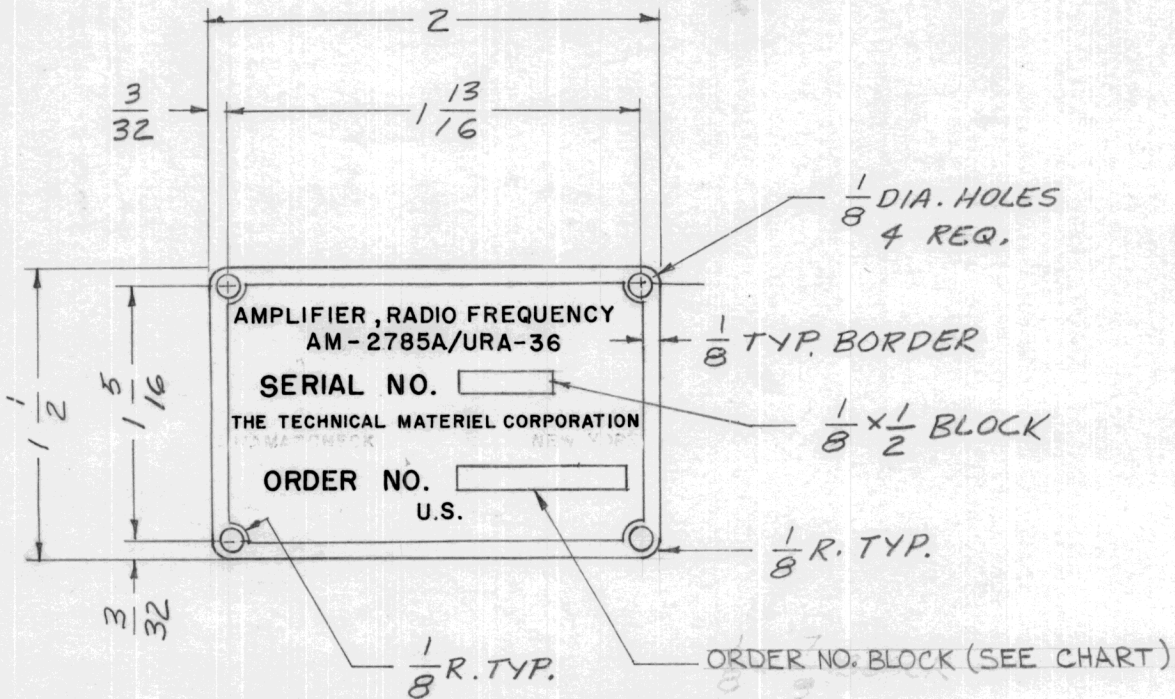 2
3/32
1 13/16
1/8 DIA. HOLES
4 REQ.
AMPLIFIER, RADIO FREQUENCY
AM-2785A/URA-36
1/8 TYP. BORDER
1 1/2
1 5/16
SERIAL NO.
THE TECHNICAL MATERIEL CORPORATION
1/8 x 1/2 BLOCK
NEW YORK
ORDER NO.
U.S.
1/8 R. TYP.
3/32
1/8 R. TYP.
ORDER NO. BLOCK (SEE CHART)